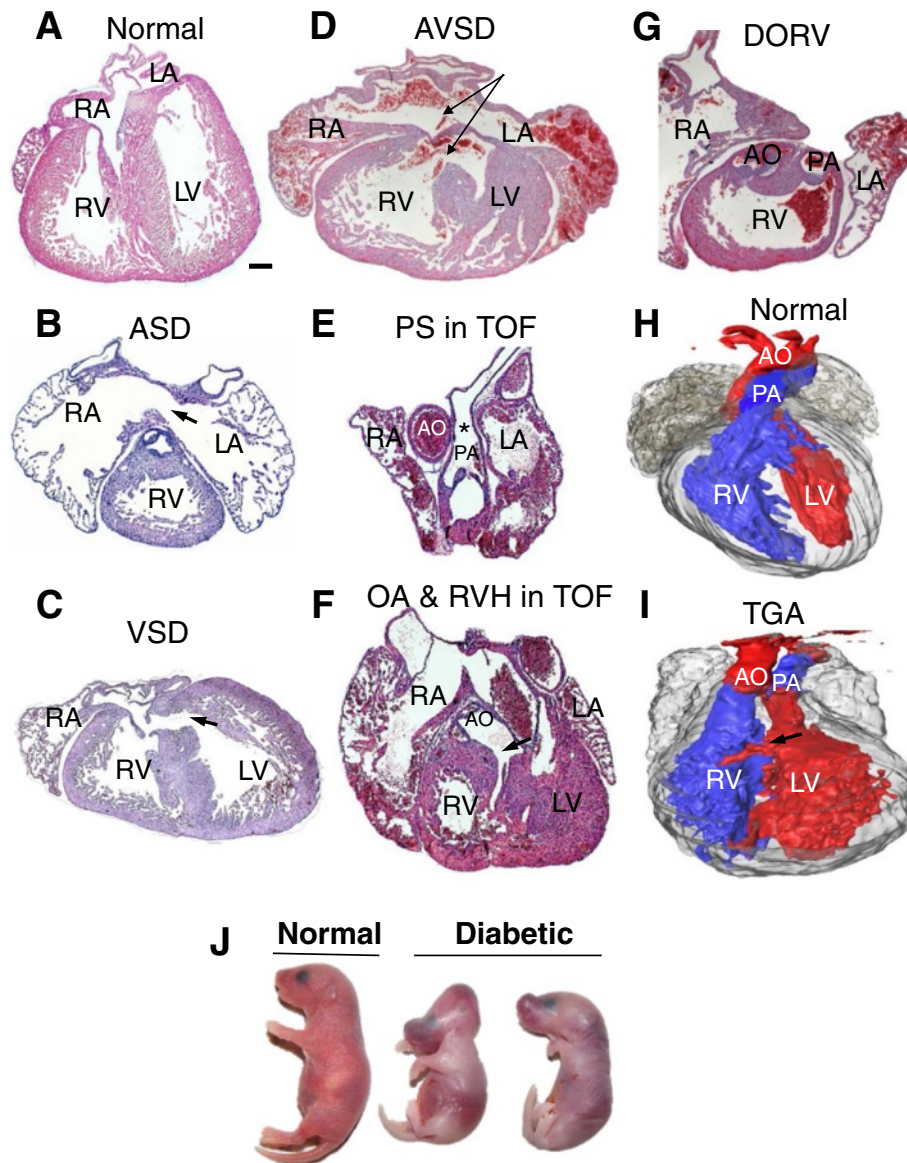 A Normal
LA
RA
RV
LV
B ASD
RA
LA
RV
C VSD
RA
RV
LV
D AVSD
RA
LA
RV
LV
E PS in TOF
RA
AO
*
PA
LA
F OA & RVH in TOF
RA
LA
AO
RV
LV
G DORV
RA
AO
PA
LA
RV
H Normal
AO
PA
RV
LV
I TGA
AO
PA
RV
LV
J Normal Diabetic